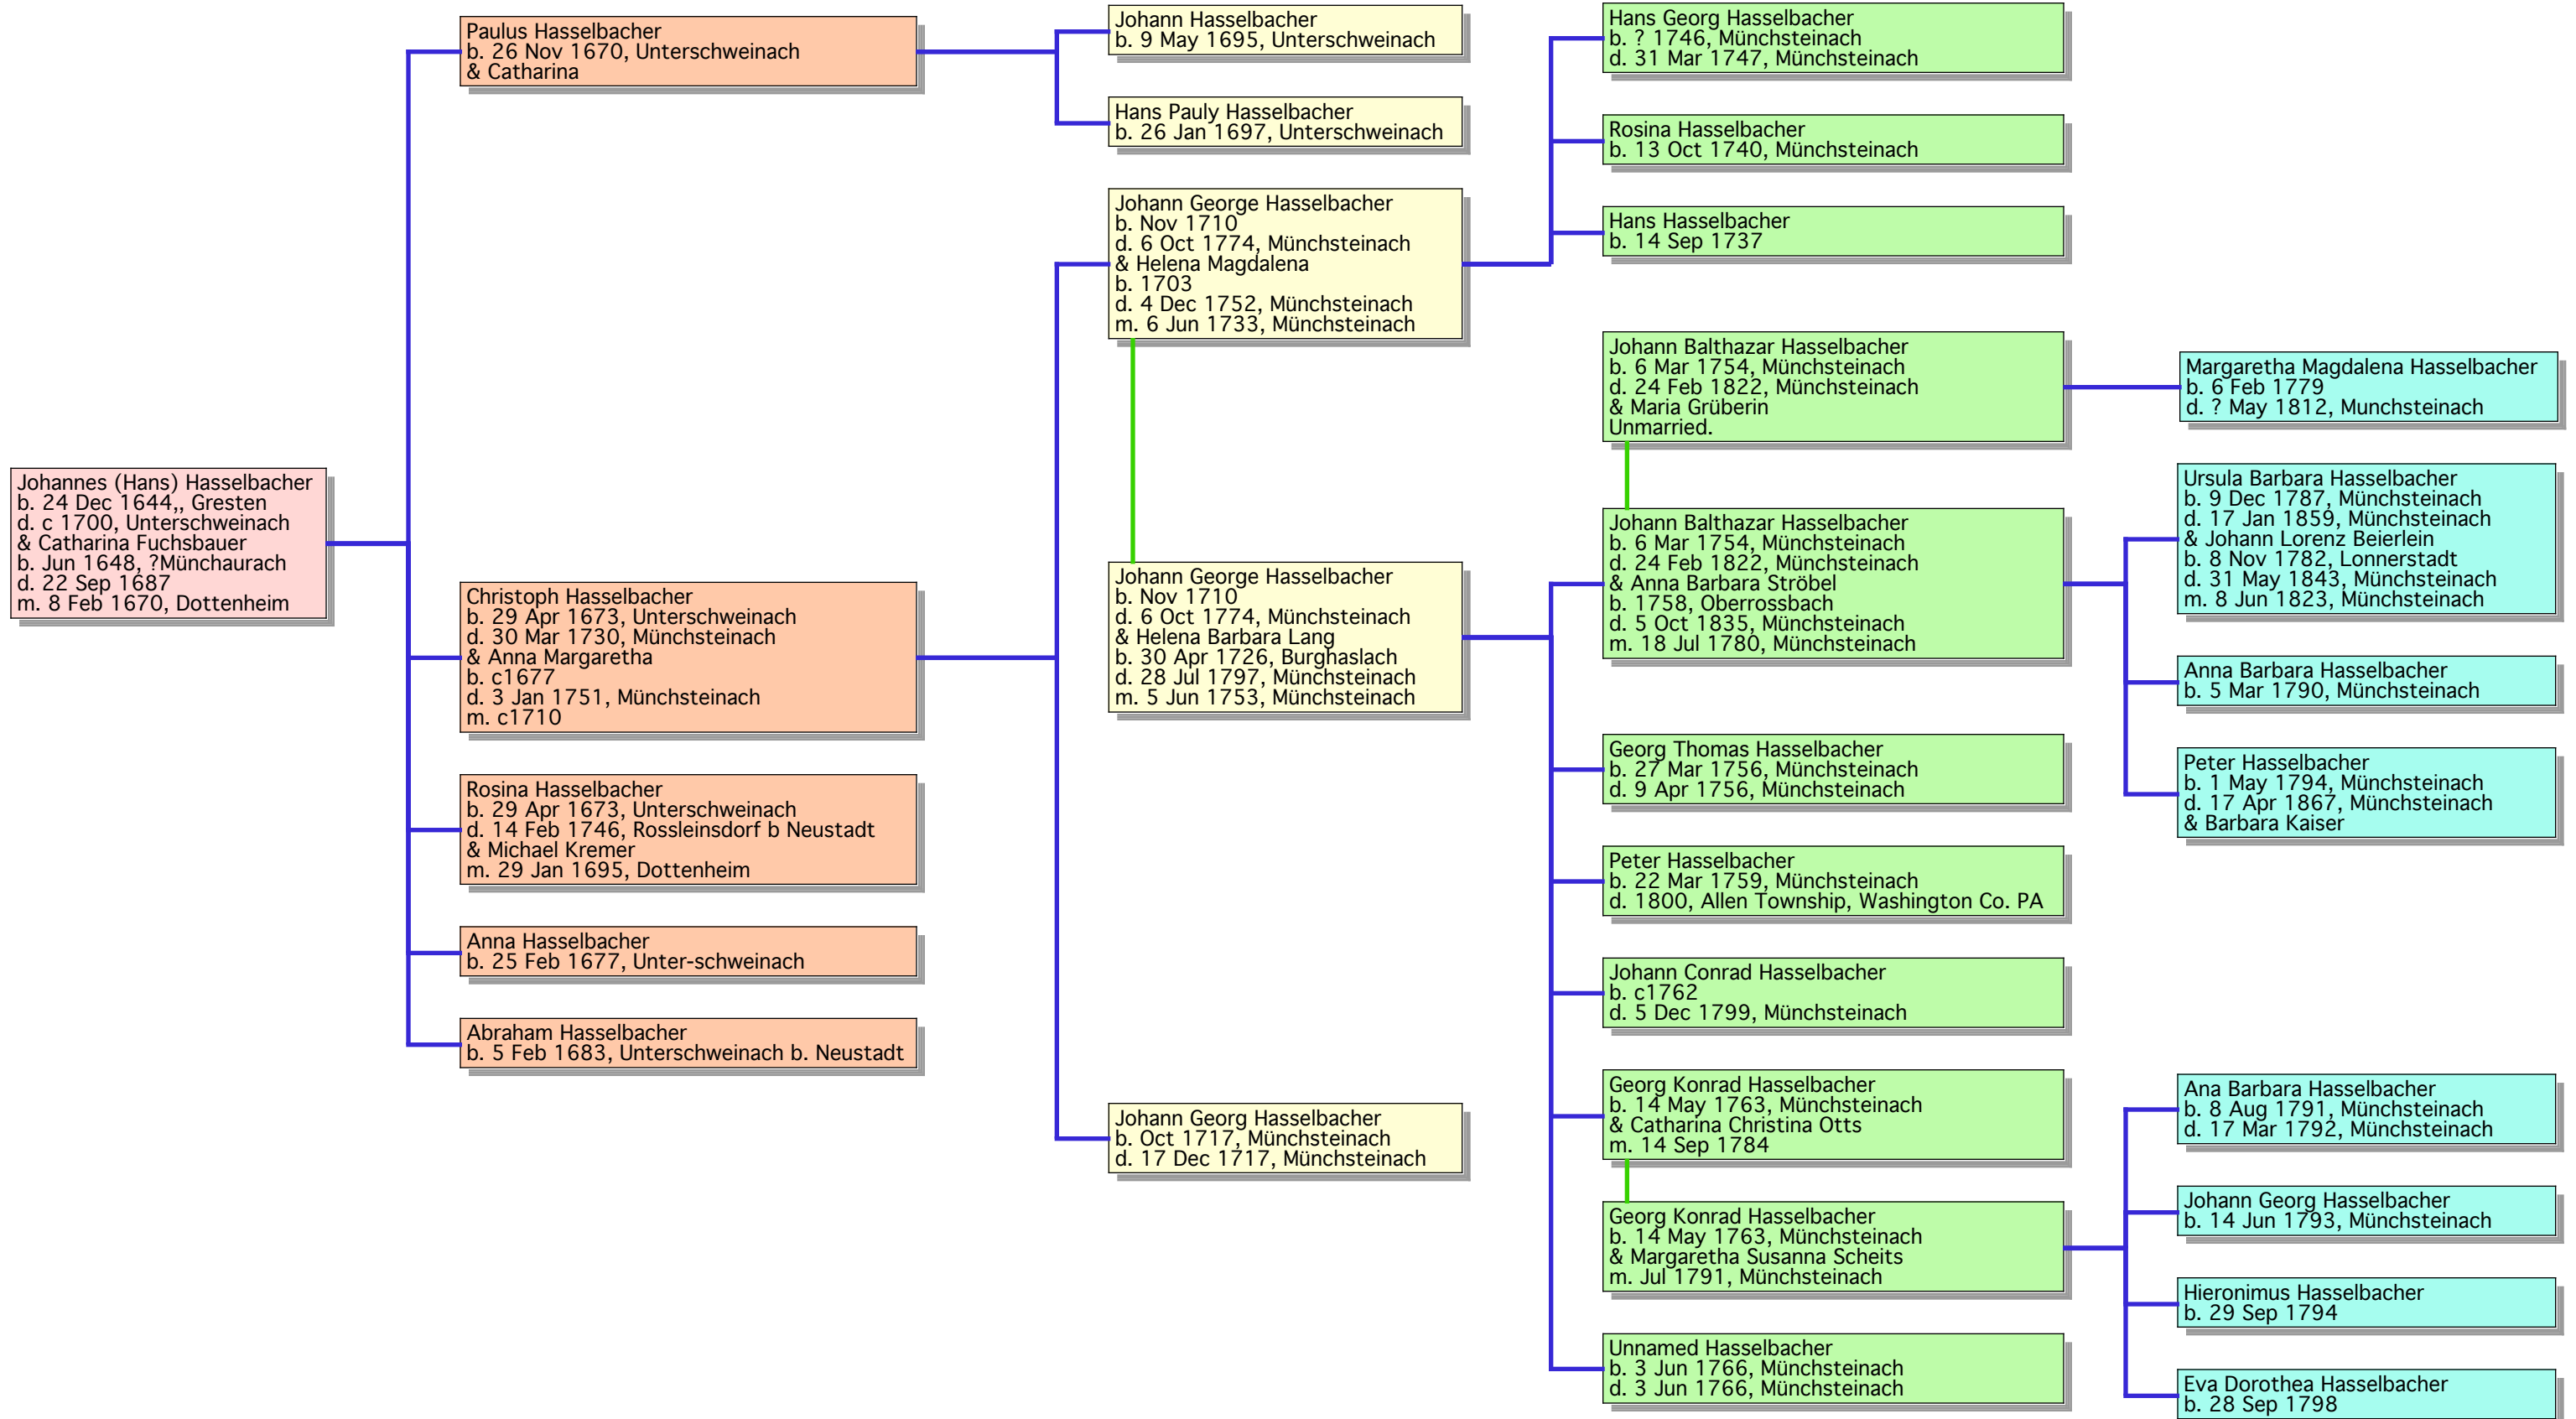 Johannes (Hans) Hasselbacher
b. 24 Dec 1644,, Gresten
d. c 1700, Unterschweinach
& Catharina Fuchsbauer
b. Jun 1648, ?Münchaurach
d. 22 Sep 1687
m. 8 Feb 1670, Dottenheim
Paulus Hasselbacher
b. 26 Nov 1670, Unterschweinach
& Catharina
Christoph Hasselbacher
b. 29 Apr 1673, Unterschweinach
d. 30 Mar 1730, Münchsteinach
& Anna Margaretha
b. c1677
d. 3 Jan 1751, Münchsteinach
m. c1710
Rosina Hasselbacher
b. 29 Apr 1673, Unterschweinach
d. 14 Feb 1746, Rossleinsdorf b Neustadt
& Michael Kremer
m. 29 Jan 1695, Dottenheim
Anna Hasselbacher
b. 25 Feb 1677, Unter-schweinach
Abraham Hasselbacher
b. 5 Feb 1683, Unterschweinach b. Neustadt
Johann Hasselbacher
b. 9 May 1695, Unterschweinach
Hans Pauly Hasselbacher
b. 26 Jan 1697, Unterschweinach
Johann George Hasselbacher
b. Nov 1710
d. 6 Oct 1774, Münchsteinach
& Helena Magdalena
b. 1703
d. 4 Dec 1752, Münchsteinach
m. 6 Jun 1733, Münchsteinach
Johann George Hasselbacher
b. Nov 1710
d. 6 Oct 1774, Münchsteinach
& Helena Barbara Lang
b. 30 Apr 1726, Burghaslach
d. 28 Jul 1797, Münchsteinach
m. 5 Jun 1753, Münchsteinach
Johann Georg Hasselbacher
b. Oct 1717, Münchsteinach
d. 17 Dec 1717, Münchsteinach
Hans Georg Hasselbacher
b. ? 1746, Münchsteinach
d. 31 Mar 1747, Münchsteinach
Rosina Hasselbacher
b. 13 Oct 1740, Münchsteinach
Hans Hasselbacher
b. 14 Sep 1737
Johann Balthazar Hasselbacher
b. 6 Mar 1754, Münchsteinach
d. 24 Feb 1822, Münchsteinach
& Maria Grüberin
Unmarried.
Johann Balthazar Hasselbacher
b. 6 Mar 1754, Münchsteinach
d. 24 Feb 1822, Münchsteinach
& Anna Barbara Ströbel
b. 1758, Oberrossbach
d. 5 Oct 1835, Münchsteinach
m. 18 Jul 1780, Münchsteinach
Georg Thomas Hasselbacher
b. 27 Mar 1756, Münchsteinach
d. 9 Apr 1756, Münchsteinach
Peter Hasselbacher
b. 22 Mar 1759, Münchsteinach
d. 1800, Allen Township, Washington Co. PA
Johann Conrad Hasselbacher
b. c1762
d. 5 Dec 1799, Münchsteinach
Georg Konrad Hasselbacher
b. 14 May 1763, Münchsteinach
& Catharina Christina Otts
m. 14 Sep 1784
Georg Konrad Hasselbacher
b. 14 May 1763, Münchsteinach
& Margaretha Susanna Scheits
m. Jul 1791, Münchsteinach
Unnamed Hasselbacher
b. 3 Jun 1766, Münchsteinach
d. 3 Jun 1766, Münchsteinach
Margaretha Magdalena Hasselbacher
b. 6 Feb 1779
d. ? May 1812, Munchsteinach
Ursula Barbara Hasselbacher
b. 9 Dec 1787, Münchsteinach
d. 17 Jan 1859, Münchsteinach
& Johann Lorenz Beierlein
b. 8 Nov 1782, Lonnerstadt
d. 31 May 1843, Münchsteinach
m. 8 Jun 1823, Münchsteinach
Anna Barbara Hasselbacher
b. 5 Mar 1790, Münchsteinach
Peter Hasselbacher
b. 1 May 1794, Münchsteinach
d. 17 Apr 1867, Münchsteinach
& Barbara Kaiser
Ana Barbara Hasselbacher
b. 8 Aug 1791, Münchsteinach
d. 17 Mar 1792, Münchsteinach
Johann Georg Hasselbacher
b. 14 Jun 1793, Münchsteinach
Hieronimus Hasselbacher
b. 29 Sep 1794
Eva Dorothea Hasselbacher
b. 28 Sep 1798